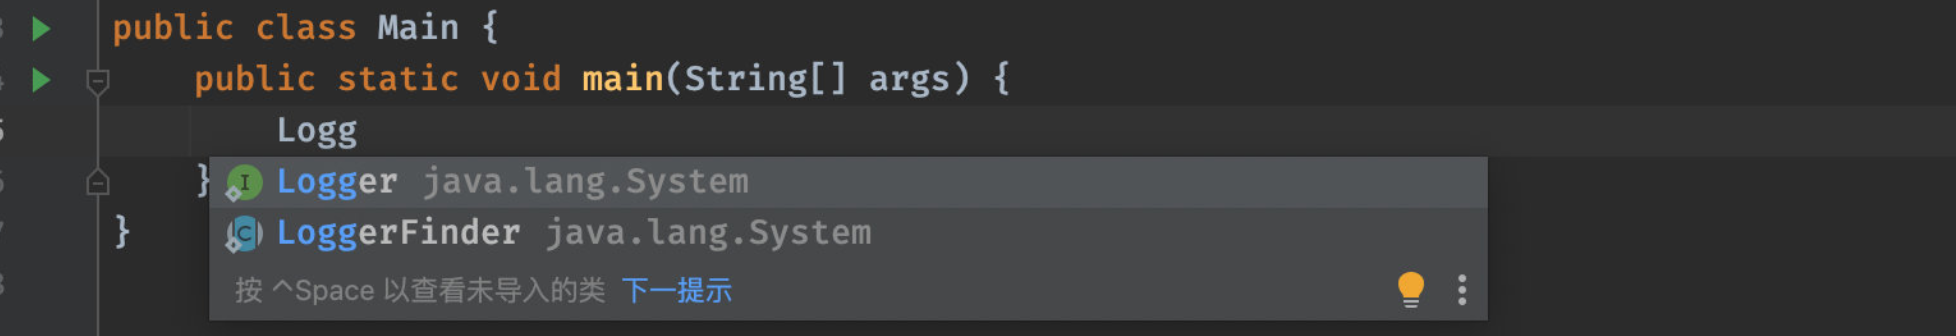 public class Main {
public static void main(String[] args) {
Logg
}
Logger java.lang.System
LoggerFinder java.lang.System
}
按 ^Space 以查看未导入的类 下一提示